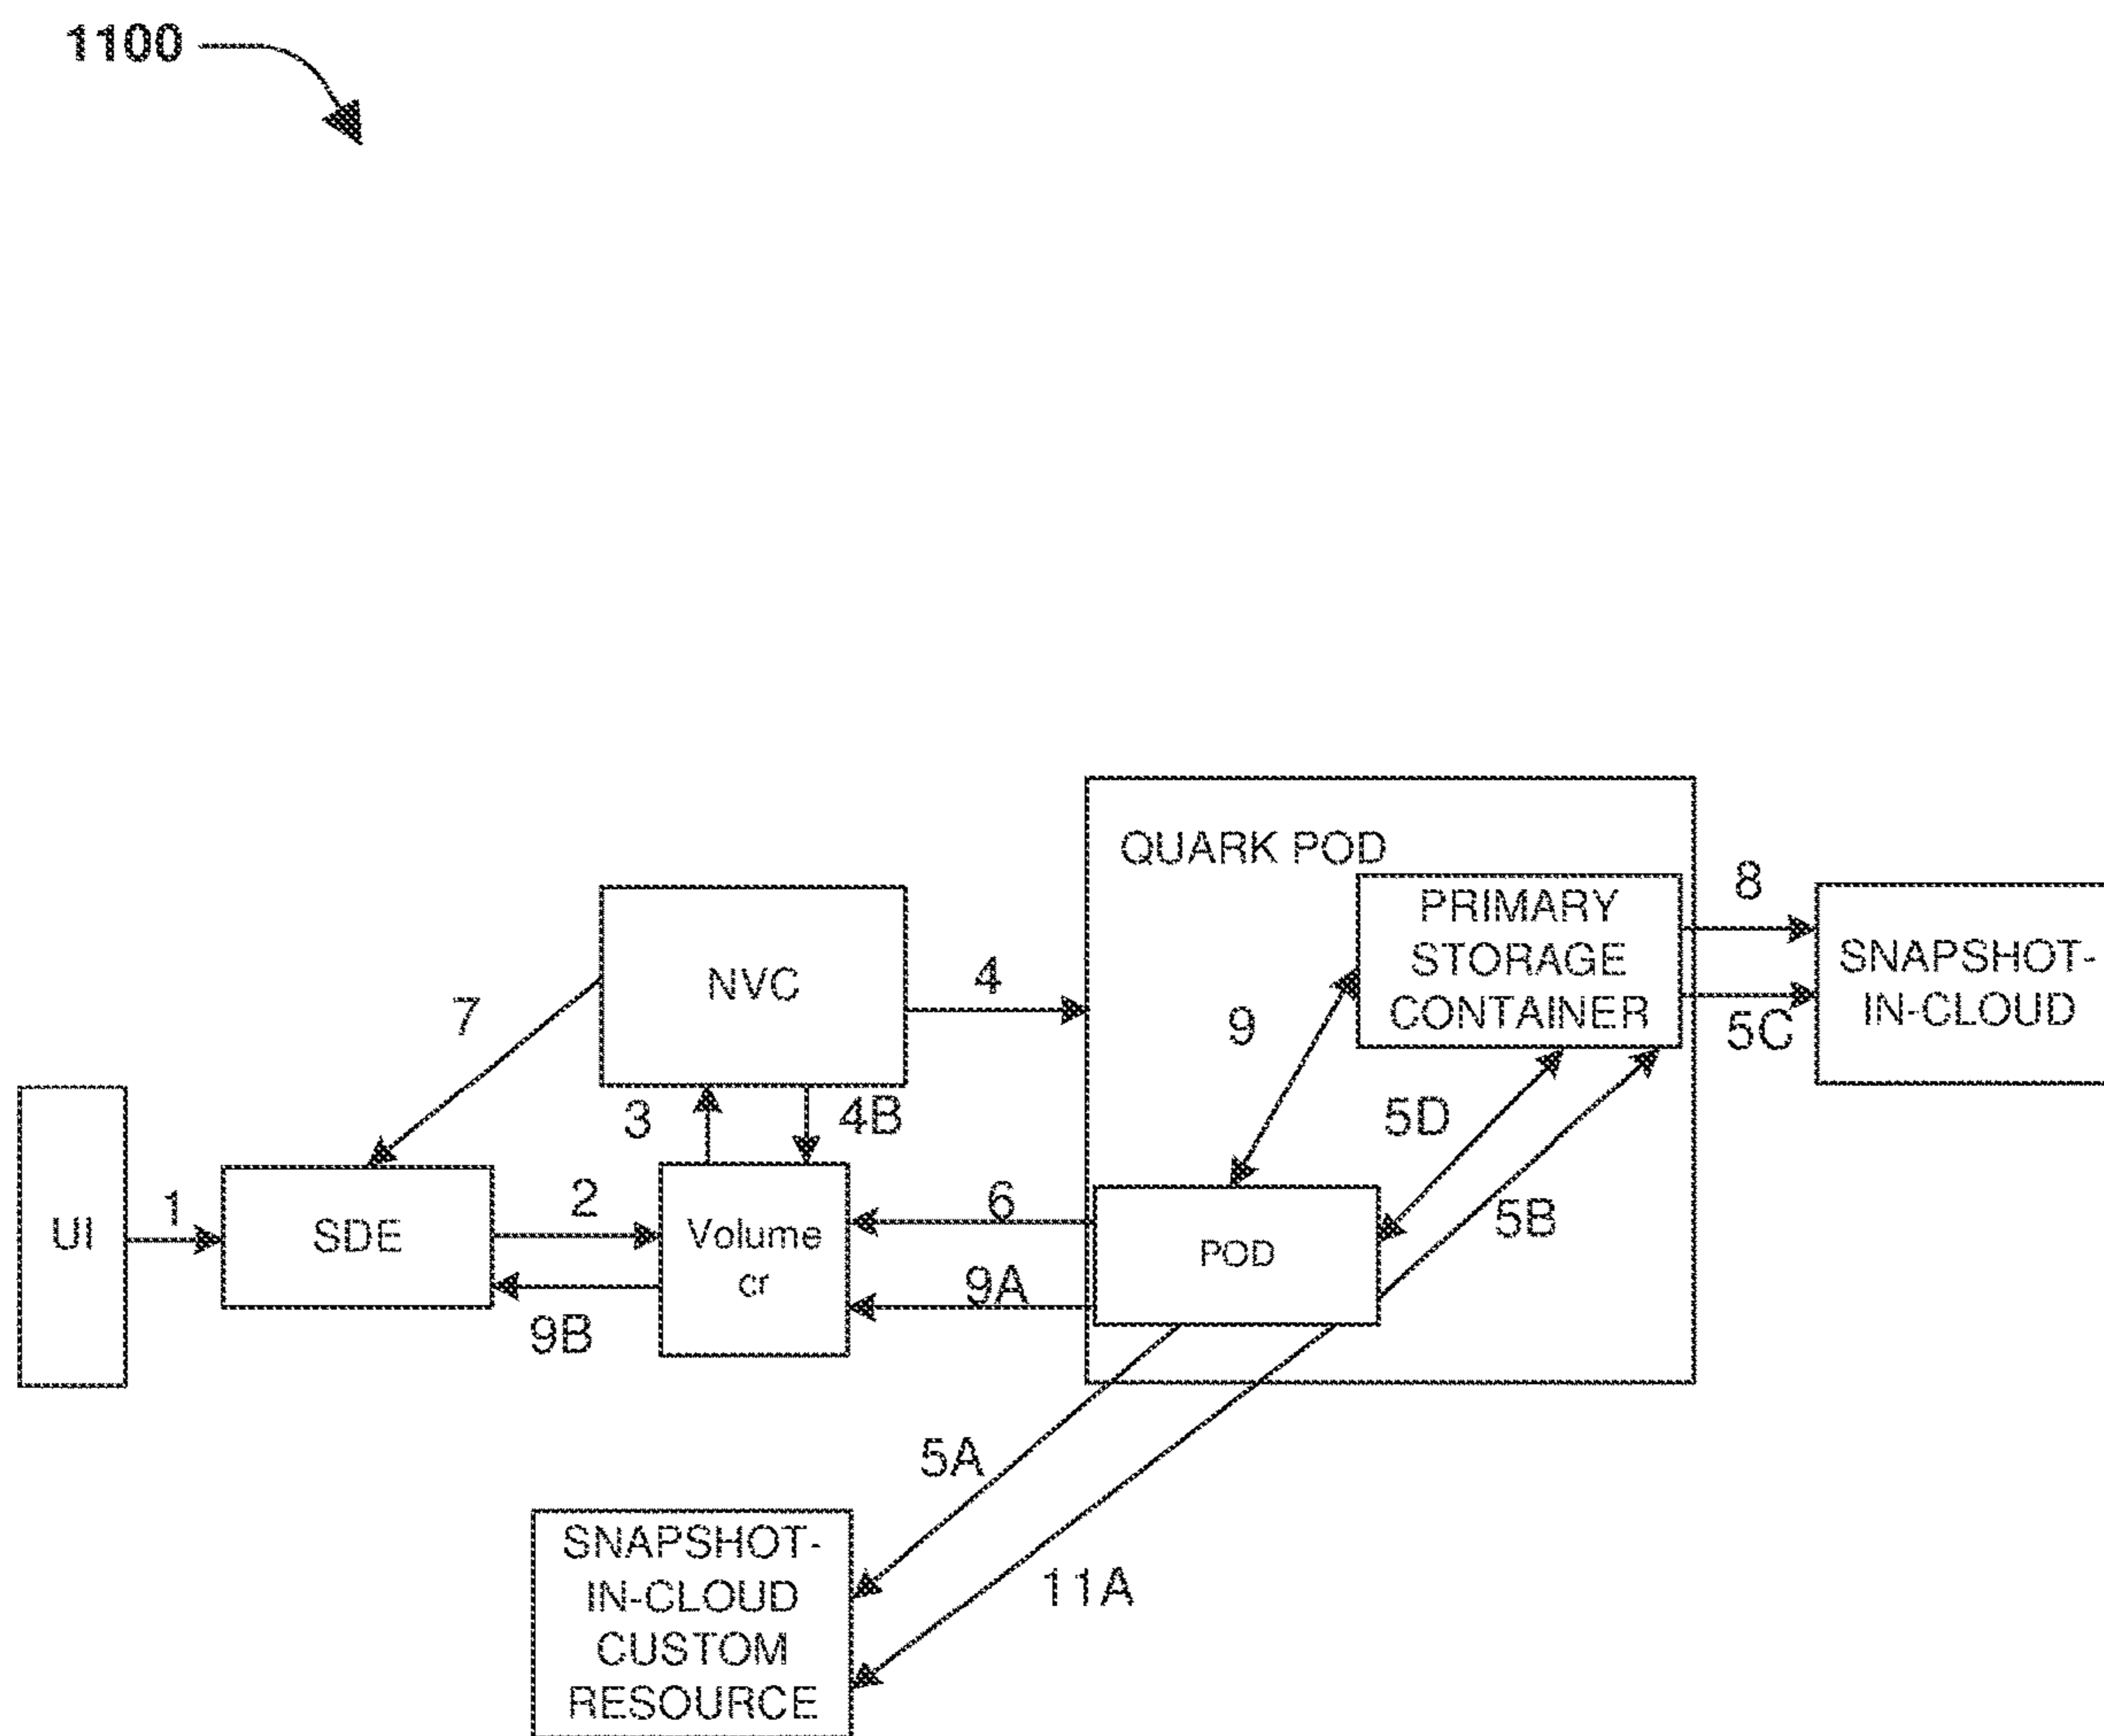 1100
QUARK POD
8
PRIMARY
STORAGE
CONTAINER
SNAPSHOT-
IN-CLOUD
NVC
4
7
9
5C
3
4B
5D
UI
1
SDE
2
Volume
cr
6
POD
5B
9A
9B
5A
SNAPSHOT-
IN-CLOUD
CUSTOM
RESOURCE
11A